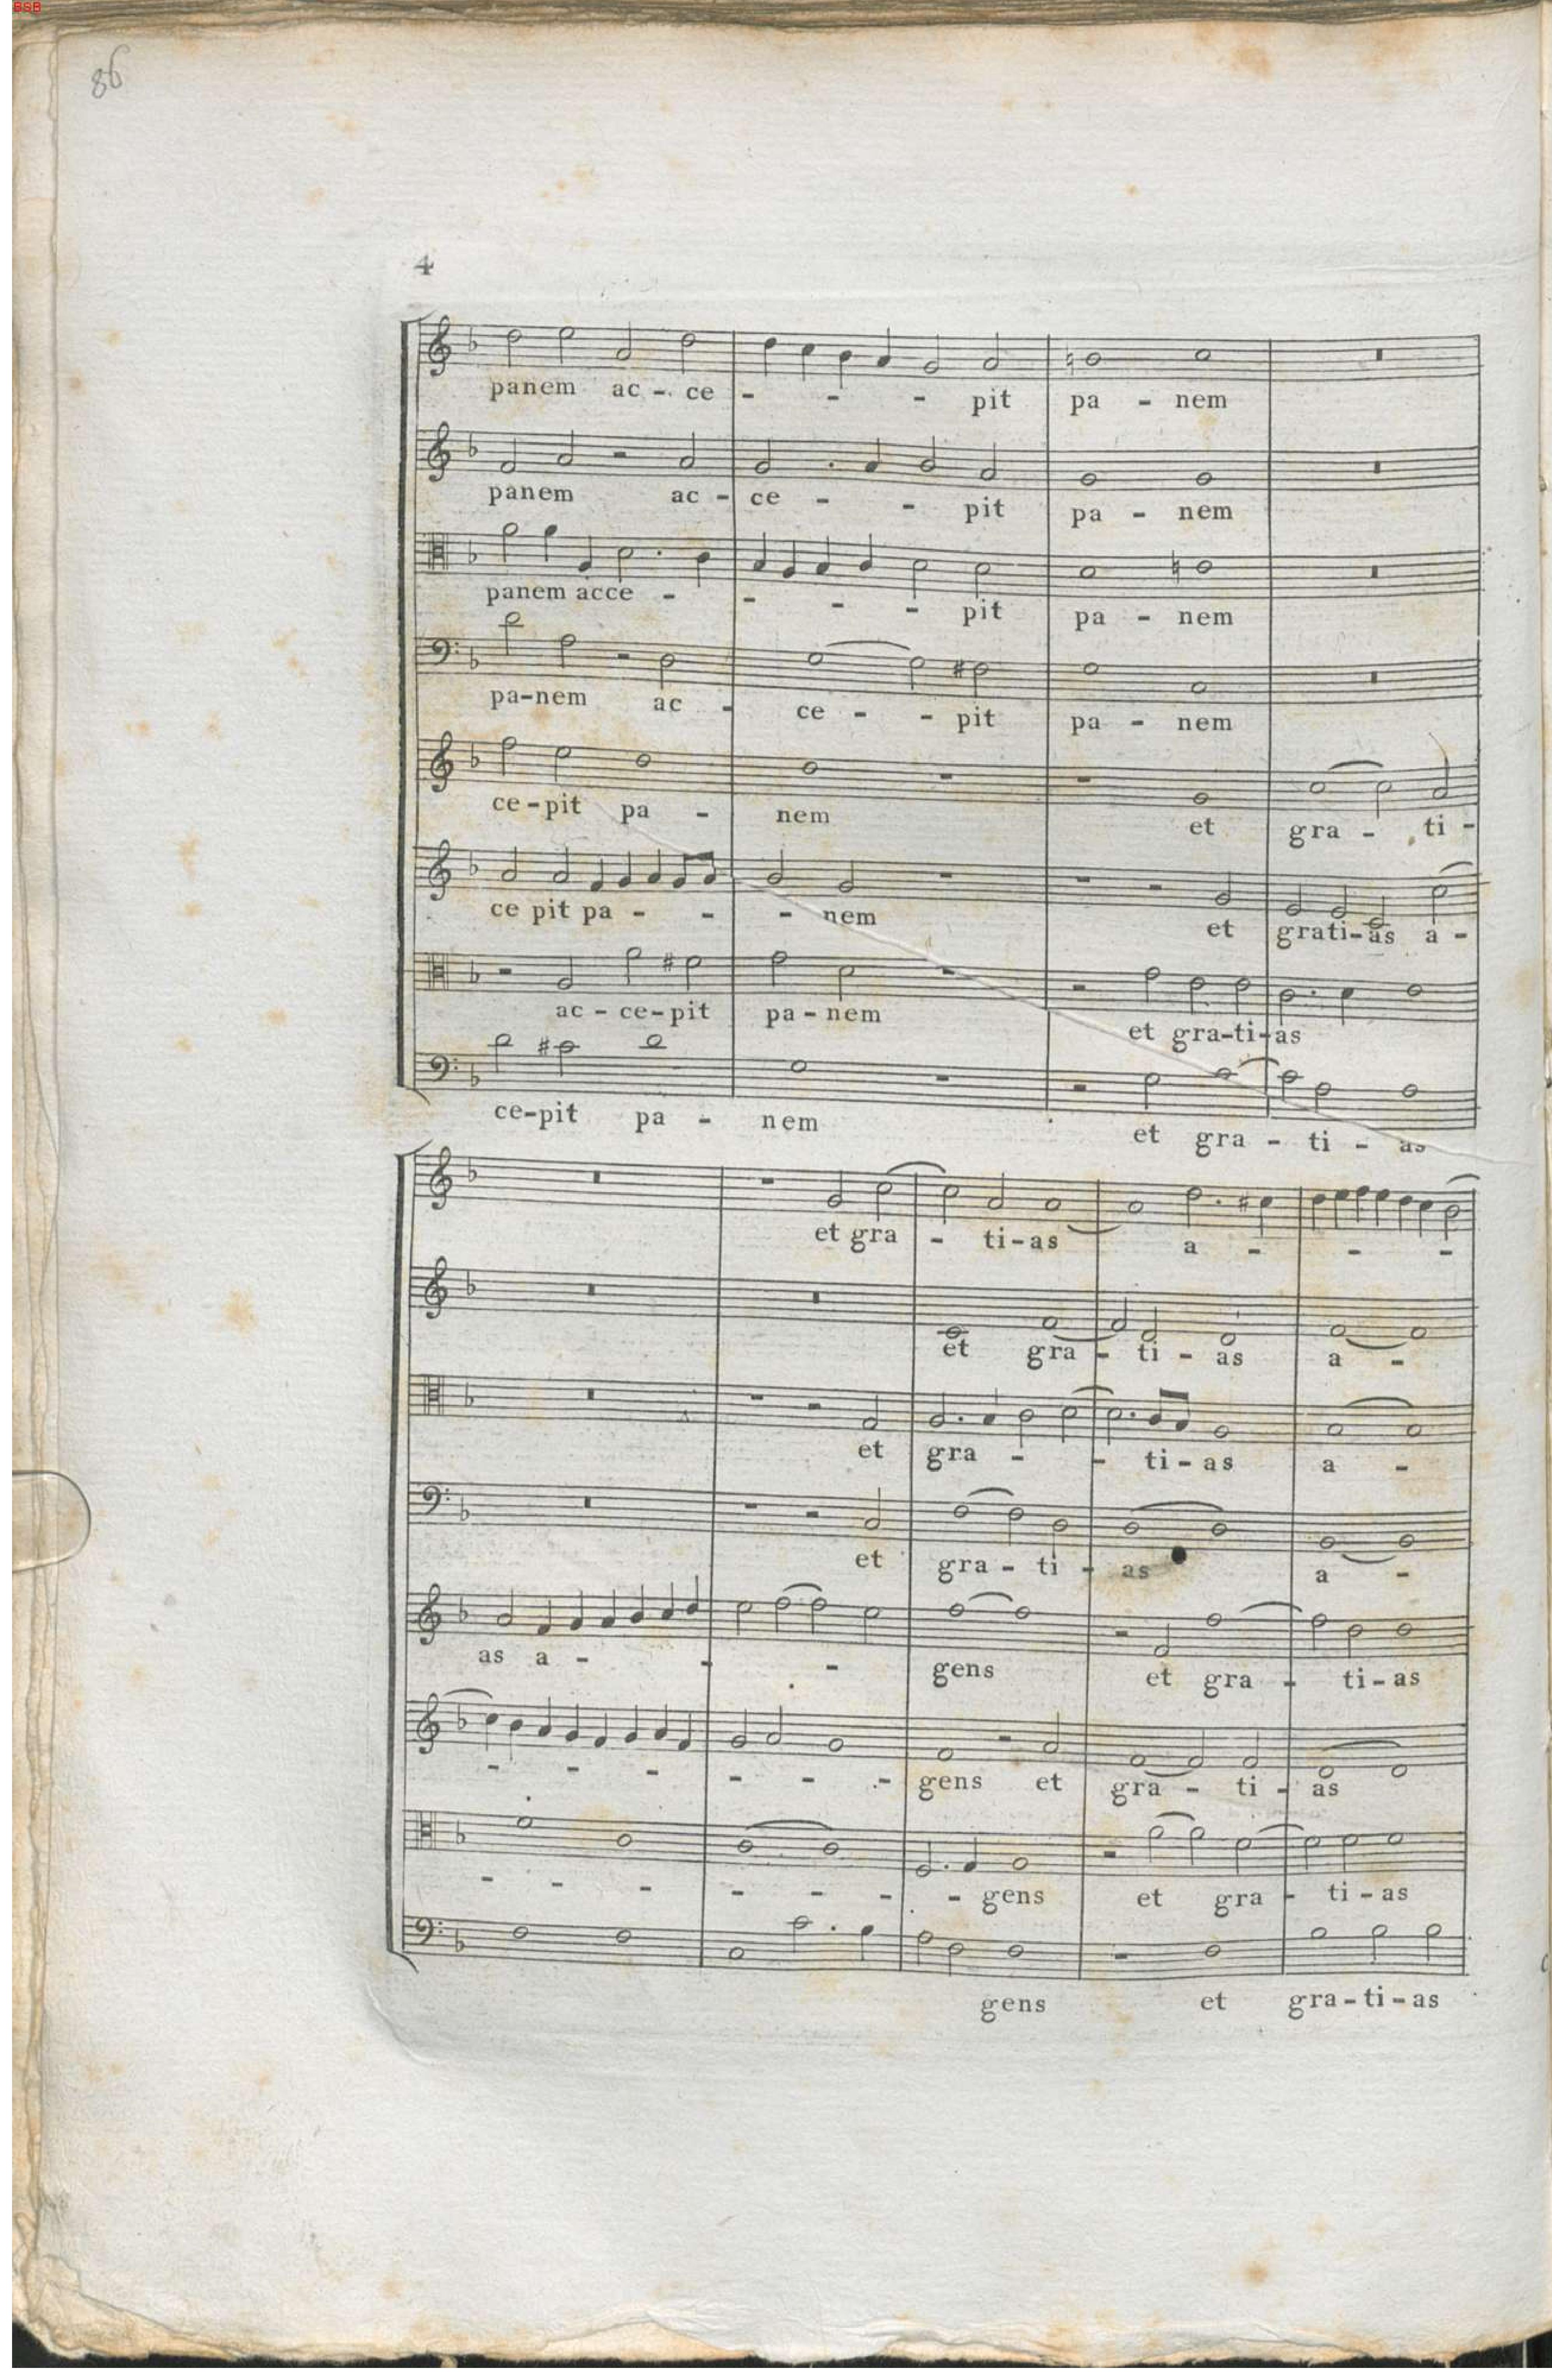 BSB
86
4
panem ac - ce - - - pit pa - nem
panem ac - ce - - pit pa - nem
panem acce - - - - pit pa - nem
pa-nem ac - ce - - pit pa - nem
ce-pit pa - nem et gra - ti -
ce pit pa - - - nem et grati-as a -
ac - ce-pit pa-nem et gra-ti-as
ce-pit pa - nem et gra - ti - as
et gra - ti-as a - - -
et gra - ti - as a -
et gra - - ti-as a -
et gra - ti - as a -
as a - - - gens et gra - ti-as
- - - - - - gens et gra - ti - as
- - - - - - - gens et gra - ti-as
gens et gra-ti-as